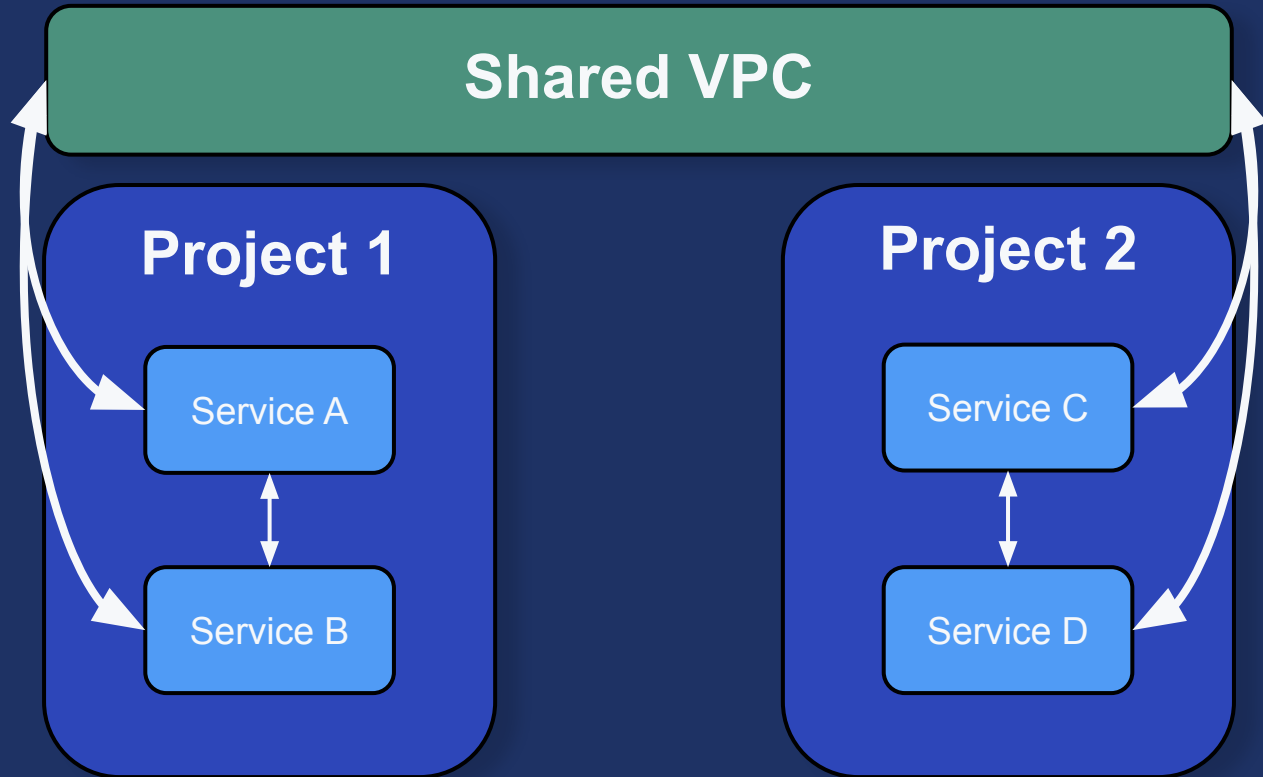 Shared VPC
Project 1
Service A
Service B
Project 2
Service C
Service D